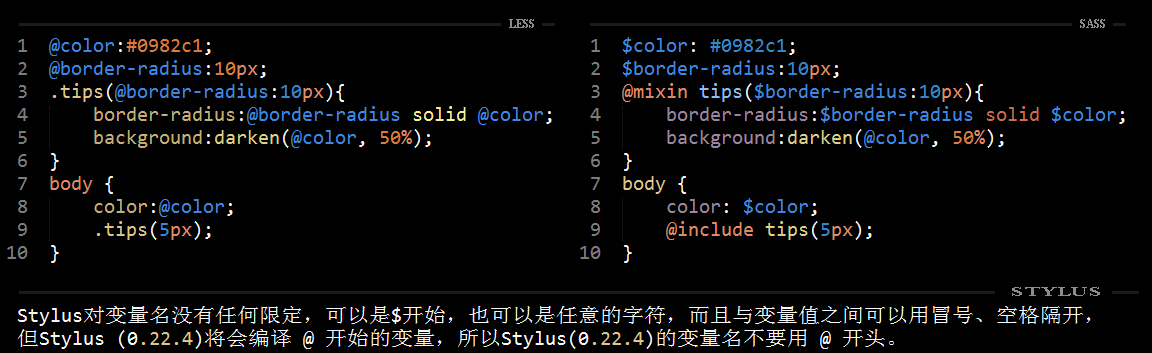 LESS
1 @color:#0982c1;
2 @border-radius:10px;
3 .tips(@border-radius:10px){
4 border-radius:@border-radius solid @color;
5 background:darken(@color, 50%);
6 }
7 body {
8 color:@color;
9 .tips(5px);
10 }
SASS
1 $color: #0982c1;
2 $border-radius:10px;
3 @mixin tips($border-radius:10px){
4 border-radius:$border-radius solid $color;
5 background:darken(@color, 50%);
6 }
7 body {
8 color: $color;
9 @include tips(5px);
10 }
STYLUS
Stylus对变量名没有任何限定，可以是$开始，也可以是任意的字符，而且与变量值之间可以用冒号、空格隔开，
但Stylus (0.22.4)将会编译 @ 开始的变量，所以Stylus(0.22.4)的变量名不要用 @ 开头。